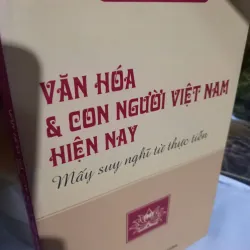 VĂN HÓA
& CON NGƯỜI VIỆT NAM
HIỆN NAY
Mấy suy nghĩ từ thực tiễn